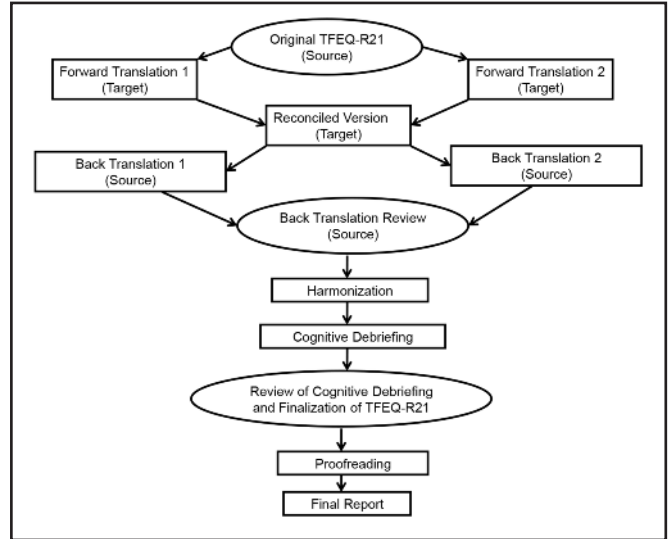 Original TFEQ-R21
(Source)
Forward Translation 1
(Target)
Forward Translation 2
(Target)
Reconciled Version
(Target)
Back Translation 1
(Source)
Back Translation 2
(Source)
Back Translation Review
(Source)
Harmonization
Cognitive Debriefing
Review of Cognitive Debriefing
and Finalization of TFEQ-R21
Proofreading
Final Report